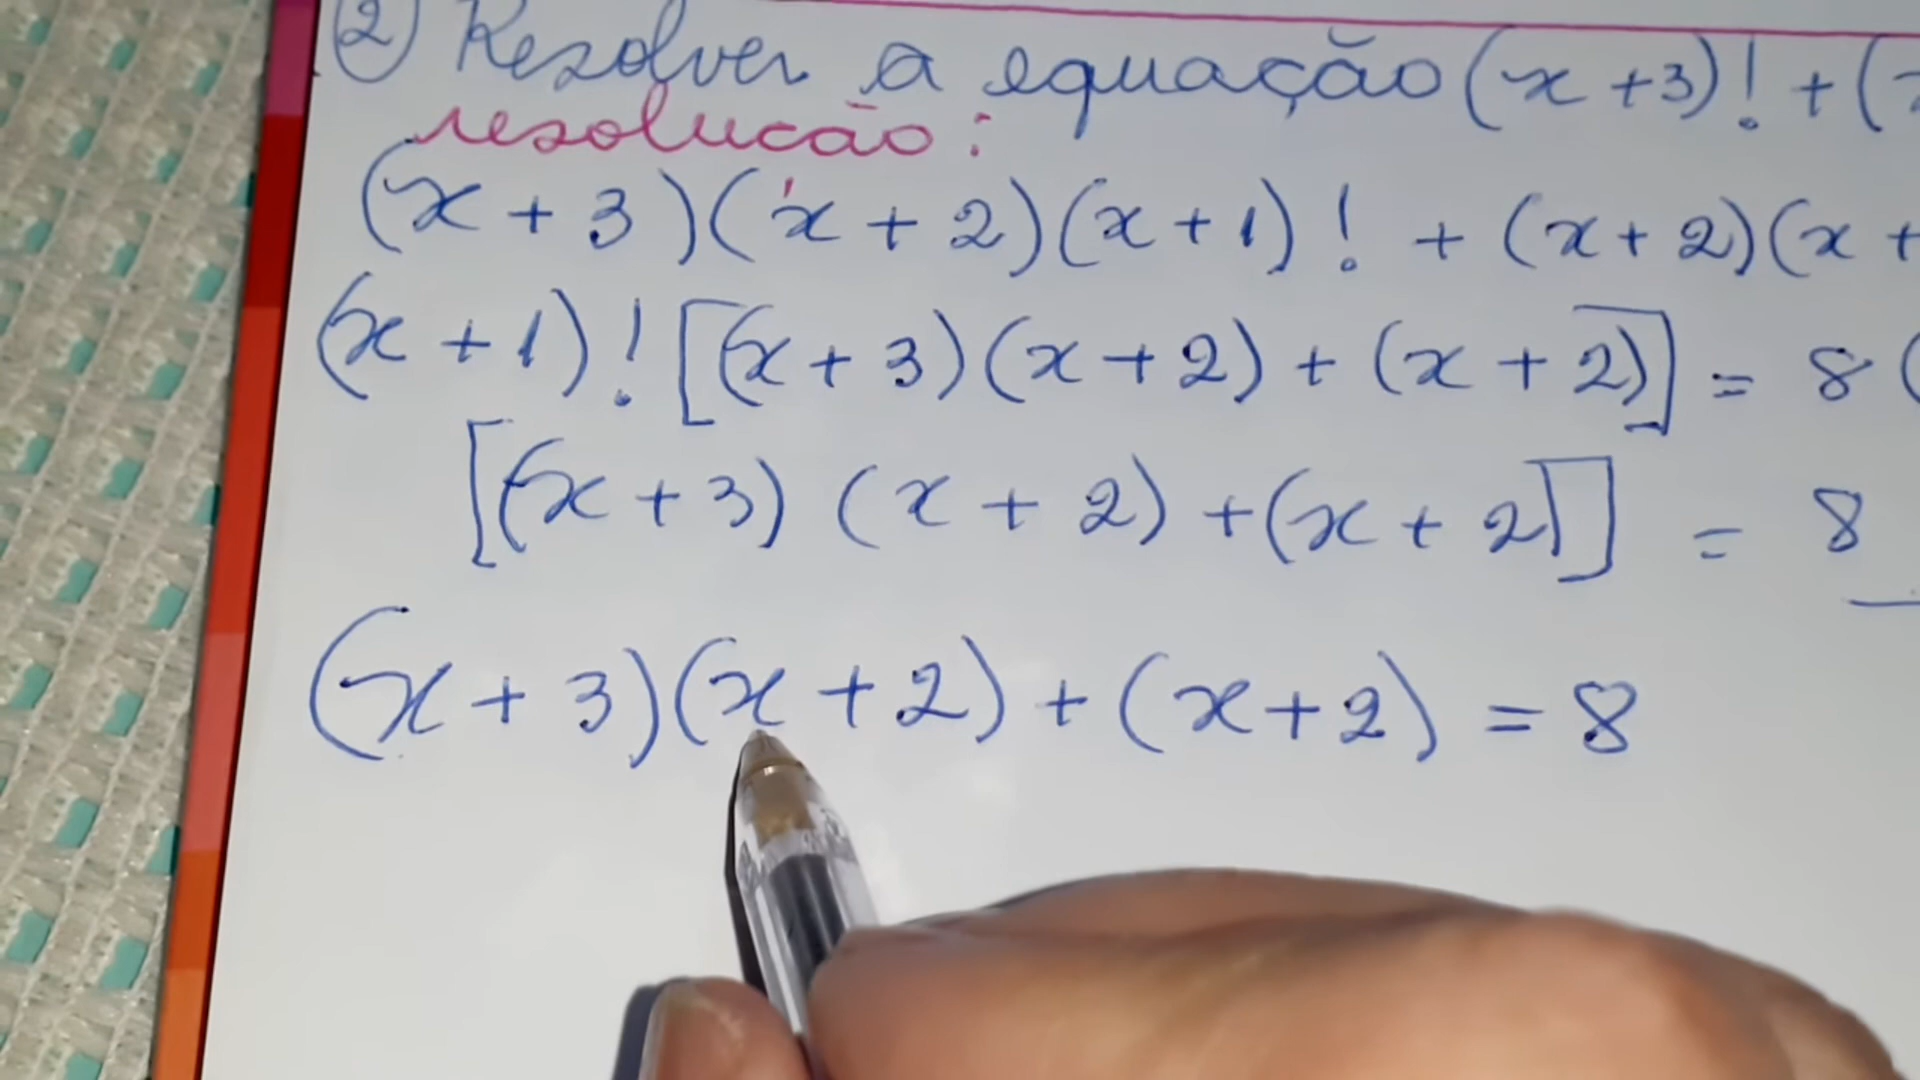 2) Resolver a equação (x+3)! + (
resolucão:
(x+3)(x+2)(x+1)! + (x+2)(x+
(x+1)! [(x+3)(x+2) + (x+2)] = 8(
[(x+3) (x+2) + (x+2)] = 8
(x+3)(x+2) + (x+2) = 8